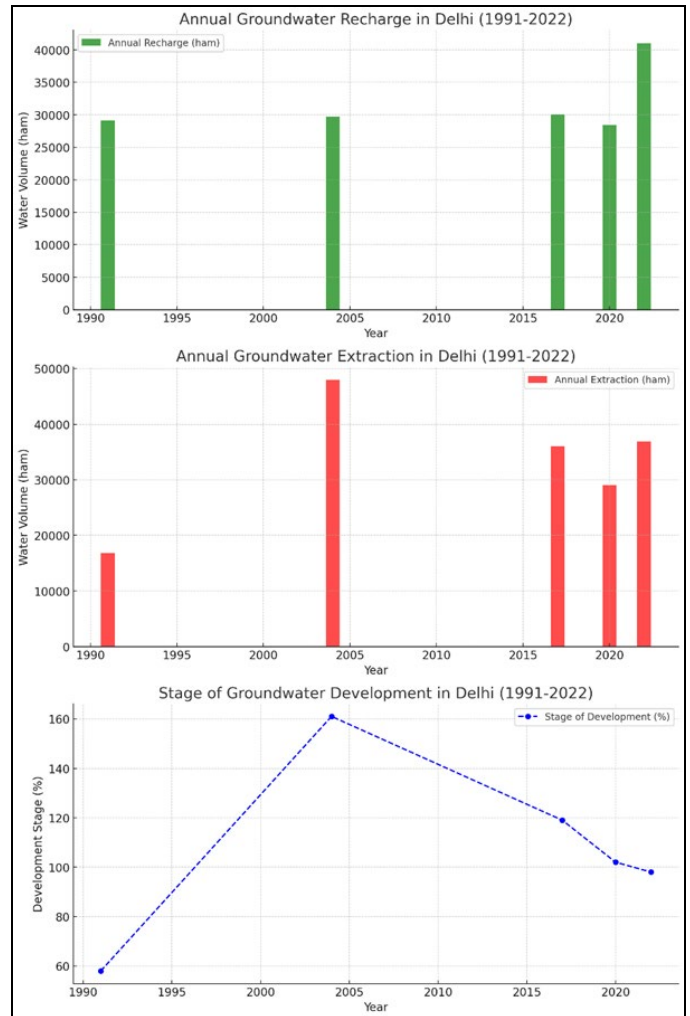 Annual Groundwater Recharge in Delhi (1991-2022)
Annual Recharge (ham)
Water Volume (ham)
40000
35000
30000
25000
20000
15000
10000
5000
0
1990 1995 2000 2005 2010 2015 2020
Year
Annual Groundwater Extraction in Delhi (1991-2022)
Annual Extraction (ham)
Water Volume (ham)
50000
40000
30000
20000
10000
0
1990 1995 2000 2005 2010 2015 2020
Year
Stage of Groundwater Development in Delhi (1991-2022)
Stage of Development (%)
Development Stage (%)
160
140
120
100
80
60
1990 1995 2000 2005 2010 2015 2020
Year